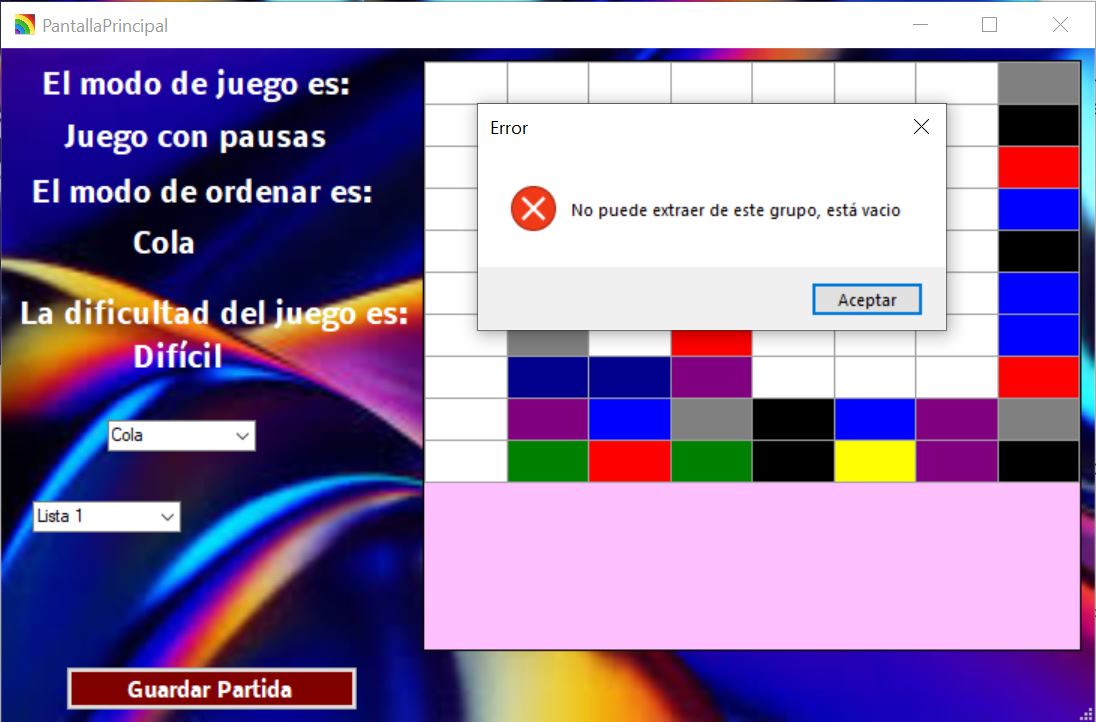 PantallaPrincipal
El modo de juego es:
Juego con pausas
El modo de ordenar es:
Cola
La dificultad del juego es:
Difícil
Cola
Lista 1
Guardar Partida
Error
No puede extraer de este grupo, está vacio
Aceptar